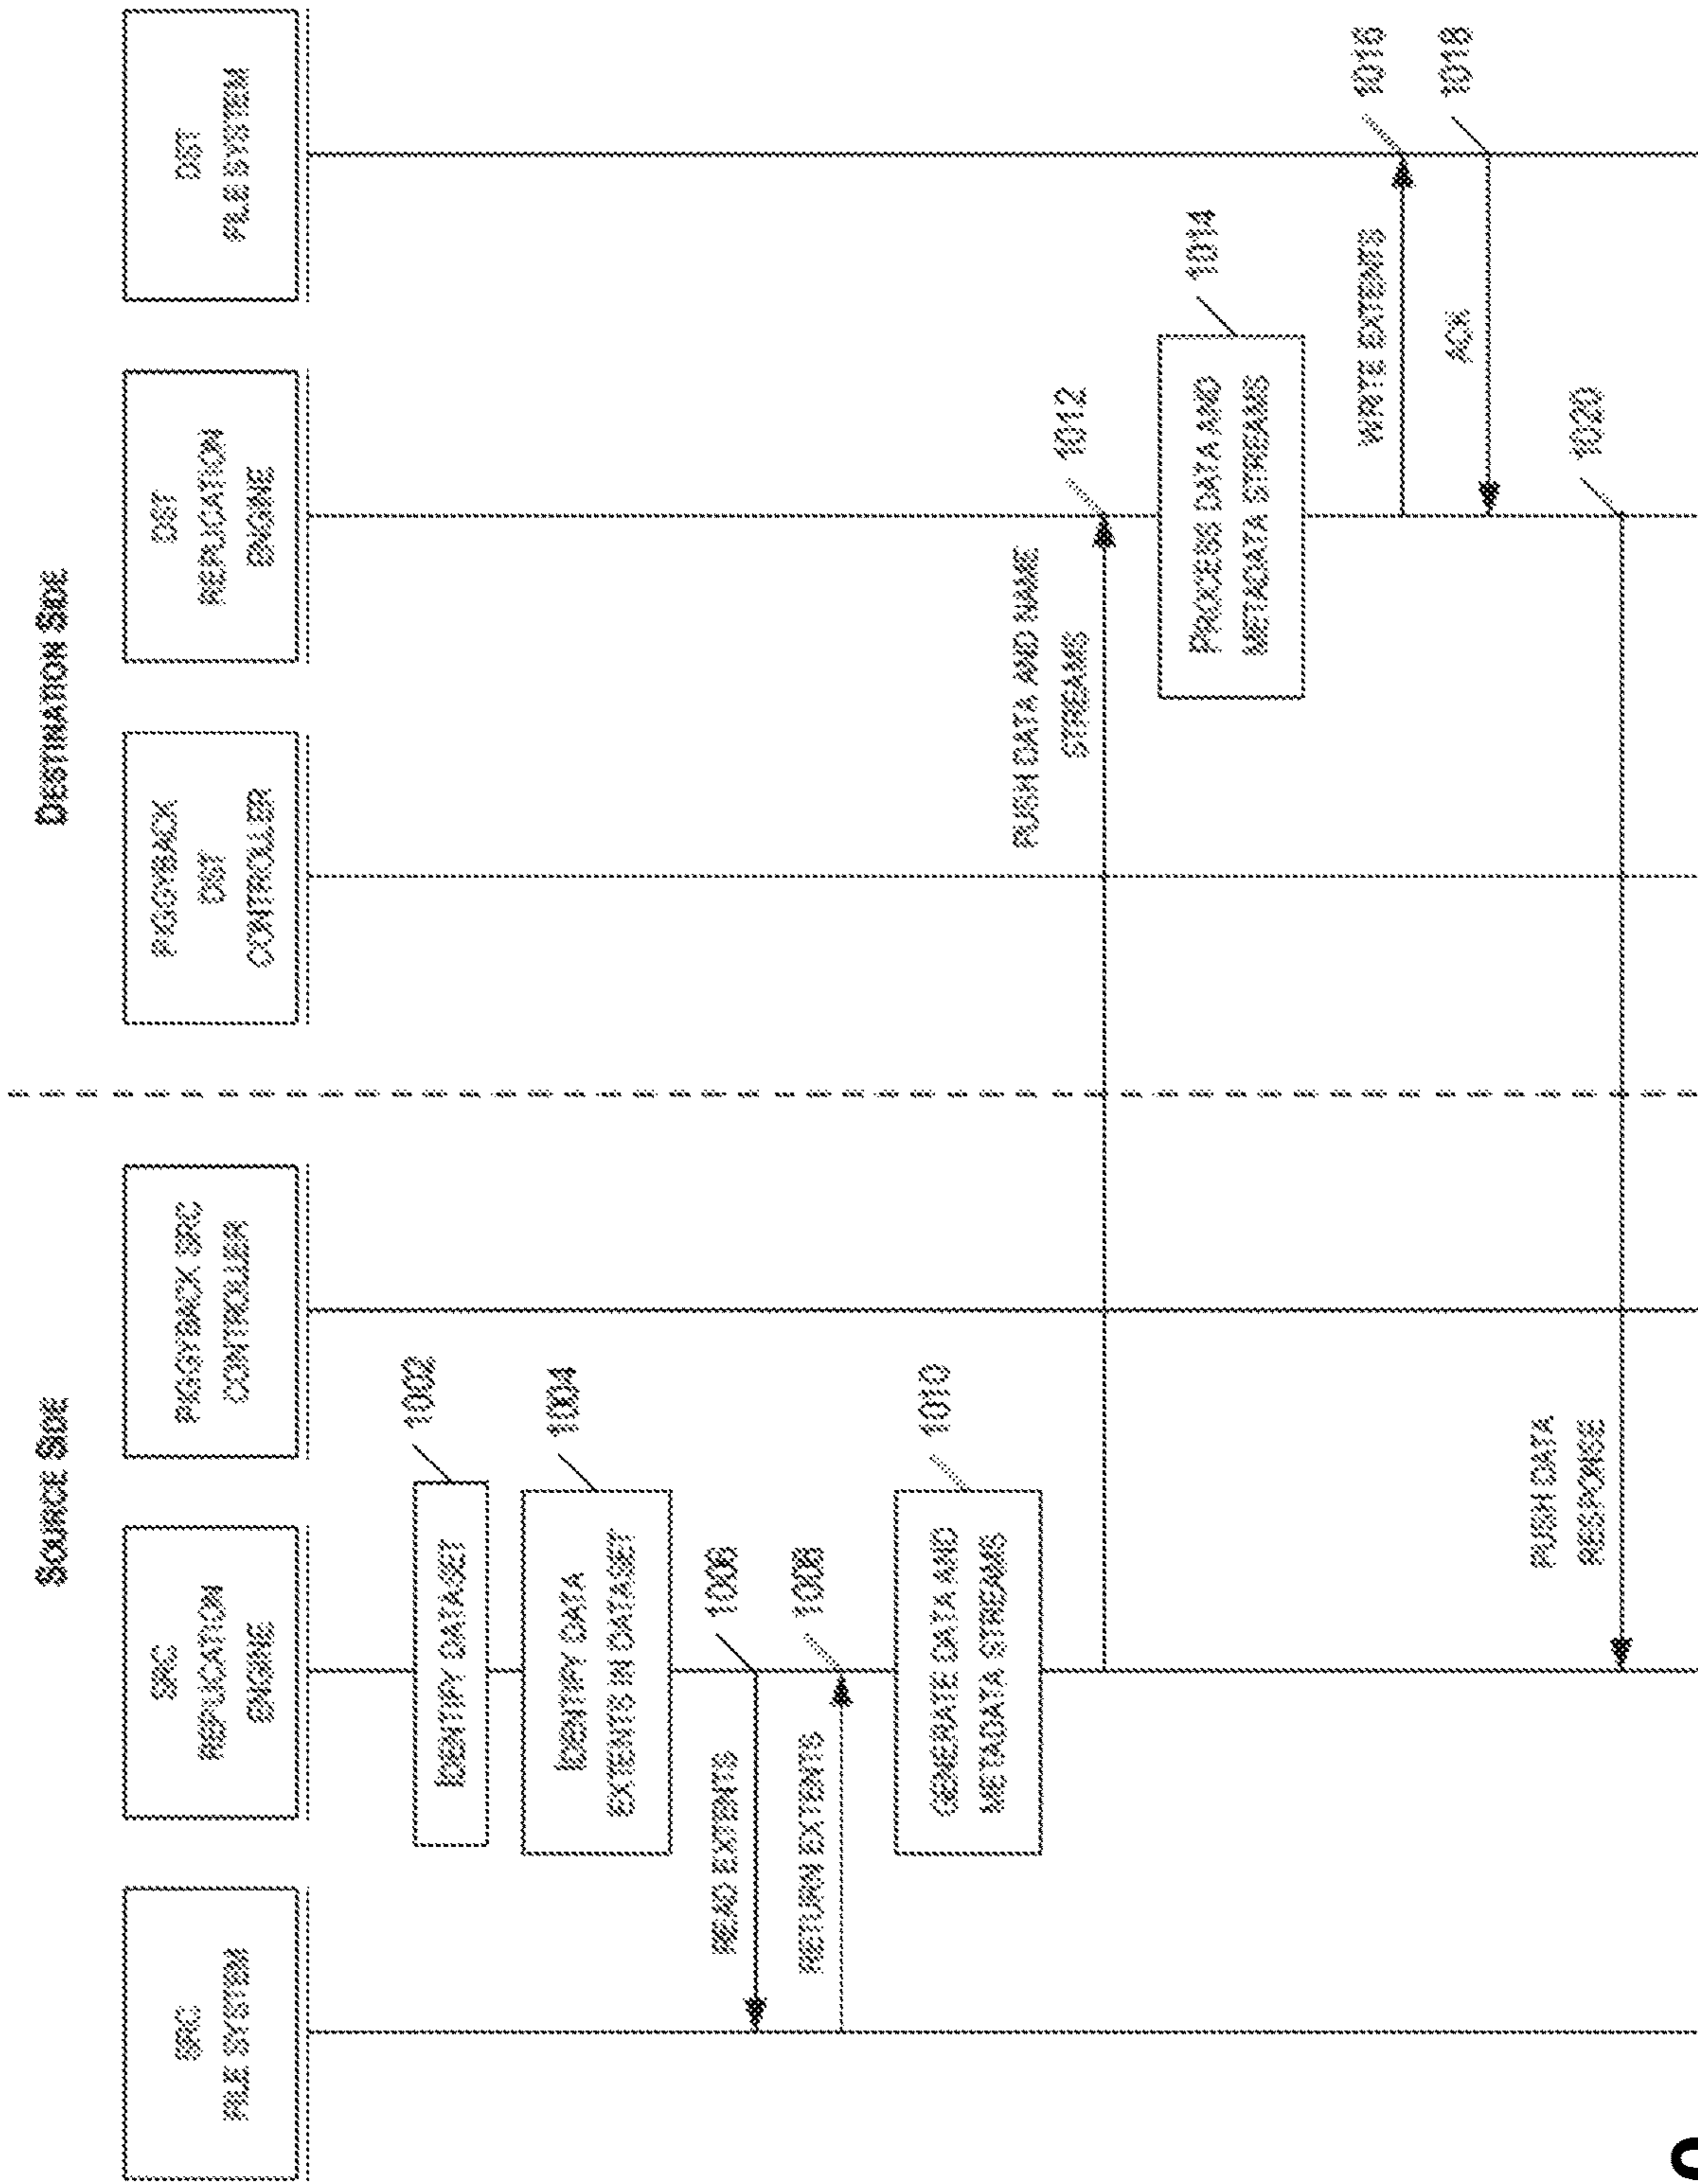 SOURCE SIDE
DESTINATION SIDE
SRC
FILE SYSTEM
SRC
REPLICATION
ENGINE
PIGGYBACK SRC
CONTROLLER
PIGGYBACK
DST
CONTROLLER
DST
REPLICATION
ENGINE
DST
FILE SYSTEM
IDENTIFY DATASET
1002
IDENTIFY DATA
EXTENTS IN DATASET
1004
READ EXTENTS
1006
RETURN EXTENTS
1008
GENERATE DATA AND
METADATA STREAMS
1010
PUSH DATA AND NAME
STREAMS
1012
PROCESS DATA AND
METADATA STREAMS
1014
WRITE EXTENTS
1016
ACK
1018
PUSH DATA
RESPONSE
1020